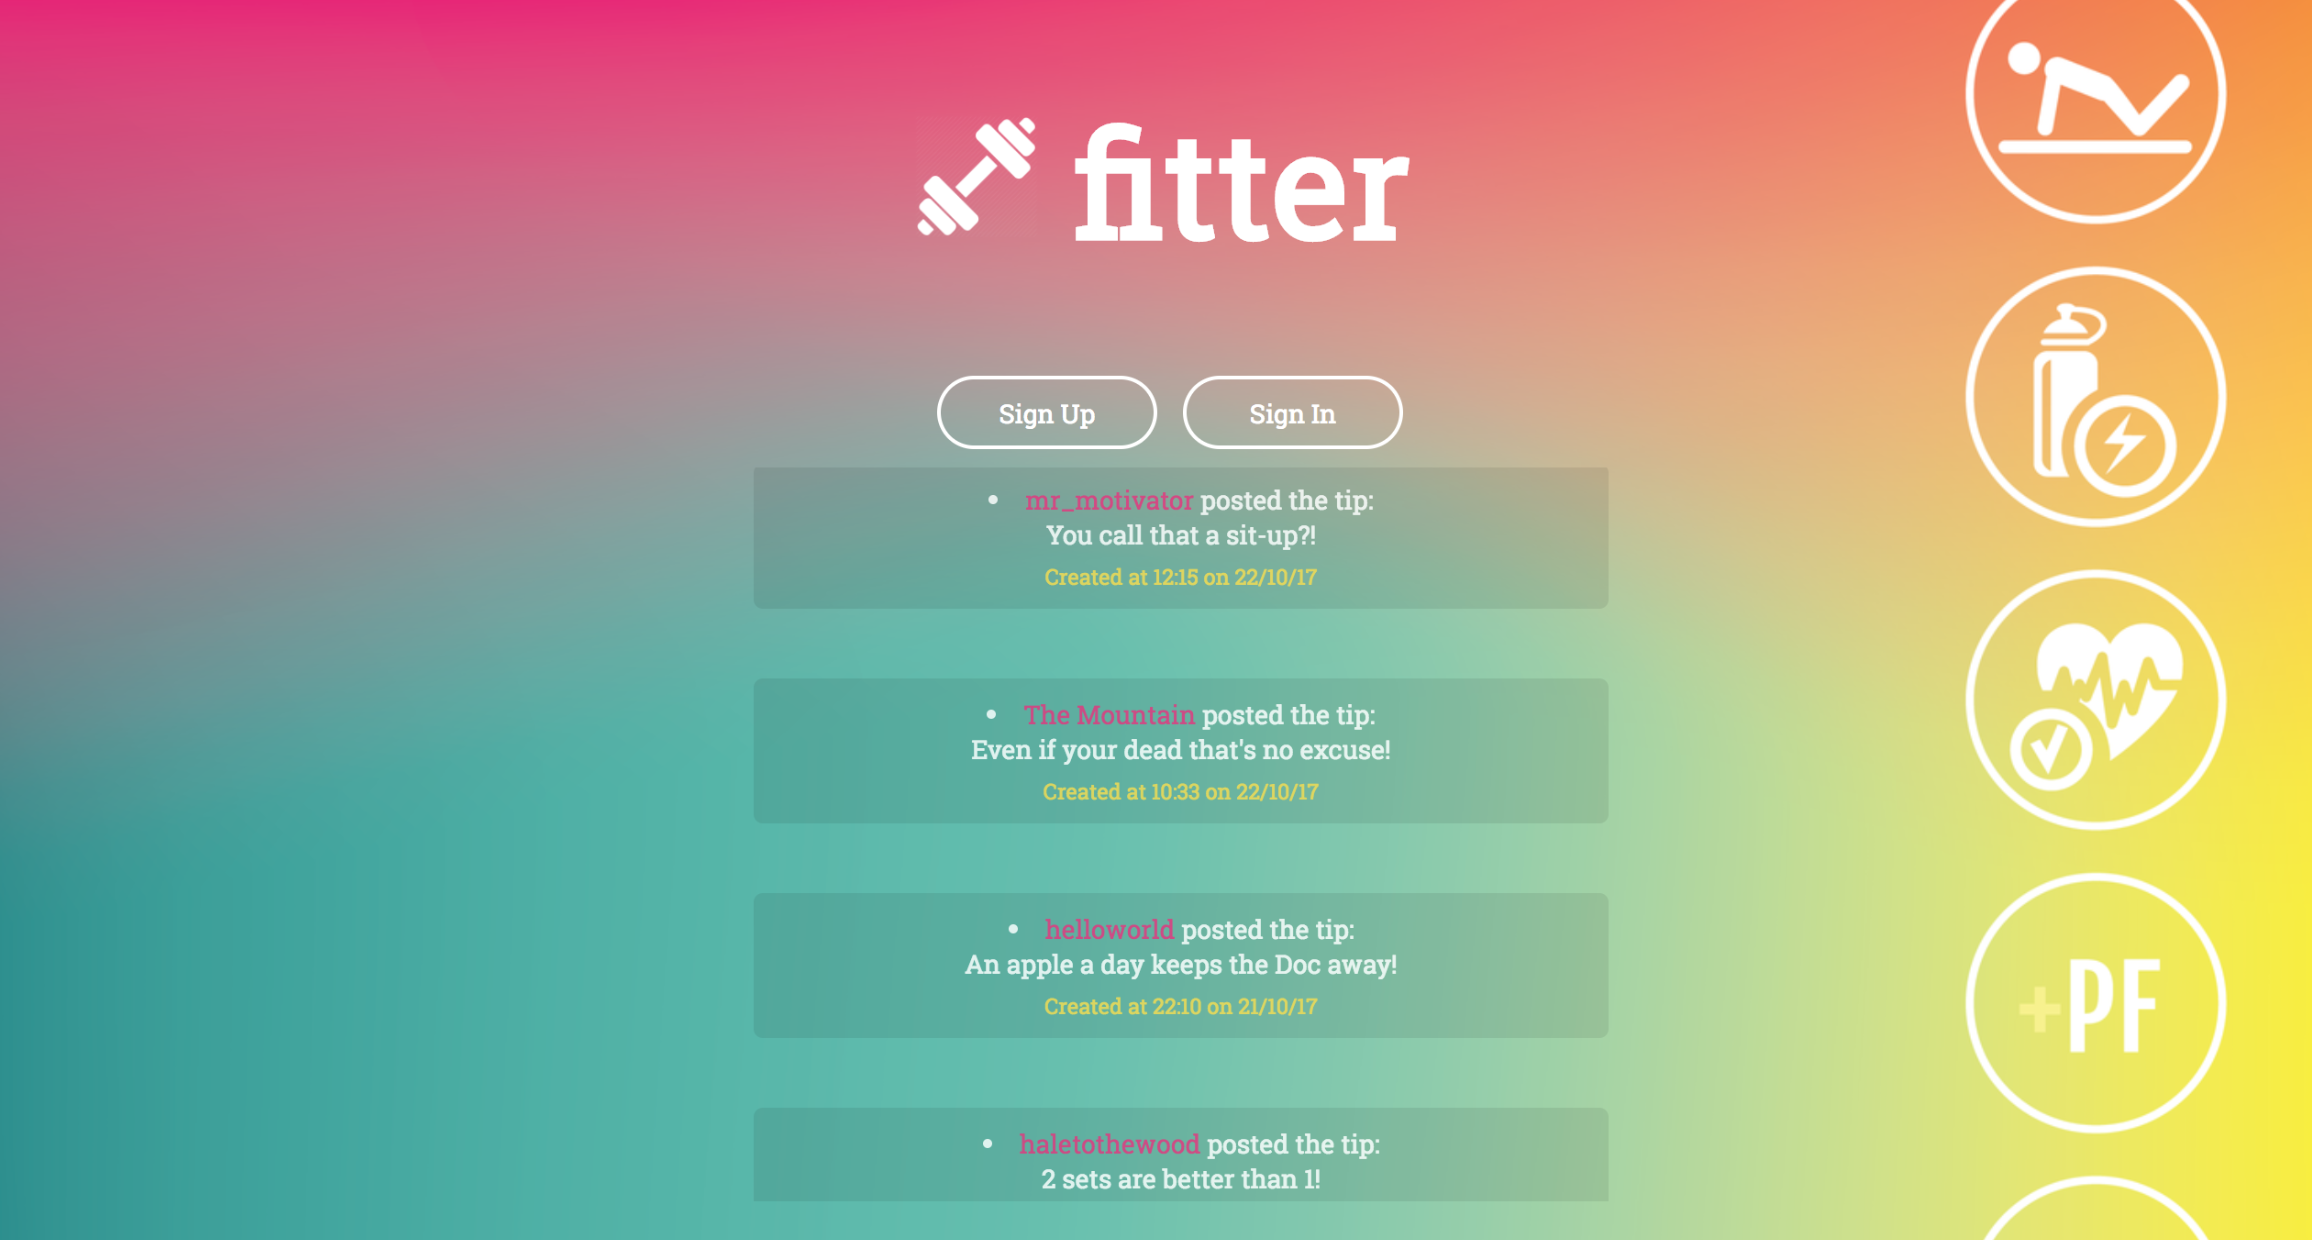 fitter
Sign Up
Sign In
mr_motivator posted the tip:
You call that a sit-up?!
Created at 12:15 on 22/10/17
The Mountain posted the tip:
Even if your dead that's no excuse!
Created at 10:33 on 22/10/17
helloworld posted the tip:
An apple a day keeps the Doc away!
Created at 22:10 on 21/10/17
haletothewood posted the tip:
2 sets are better than 1!
+PF